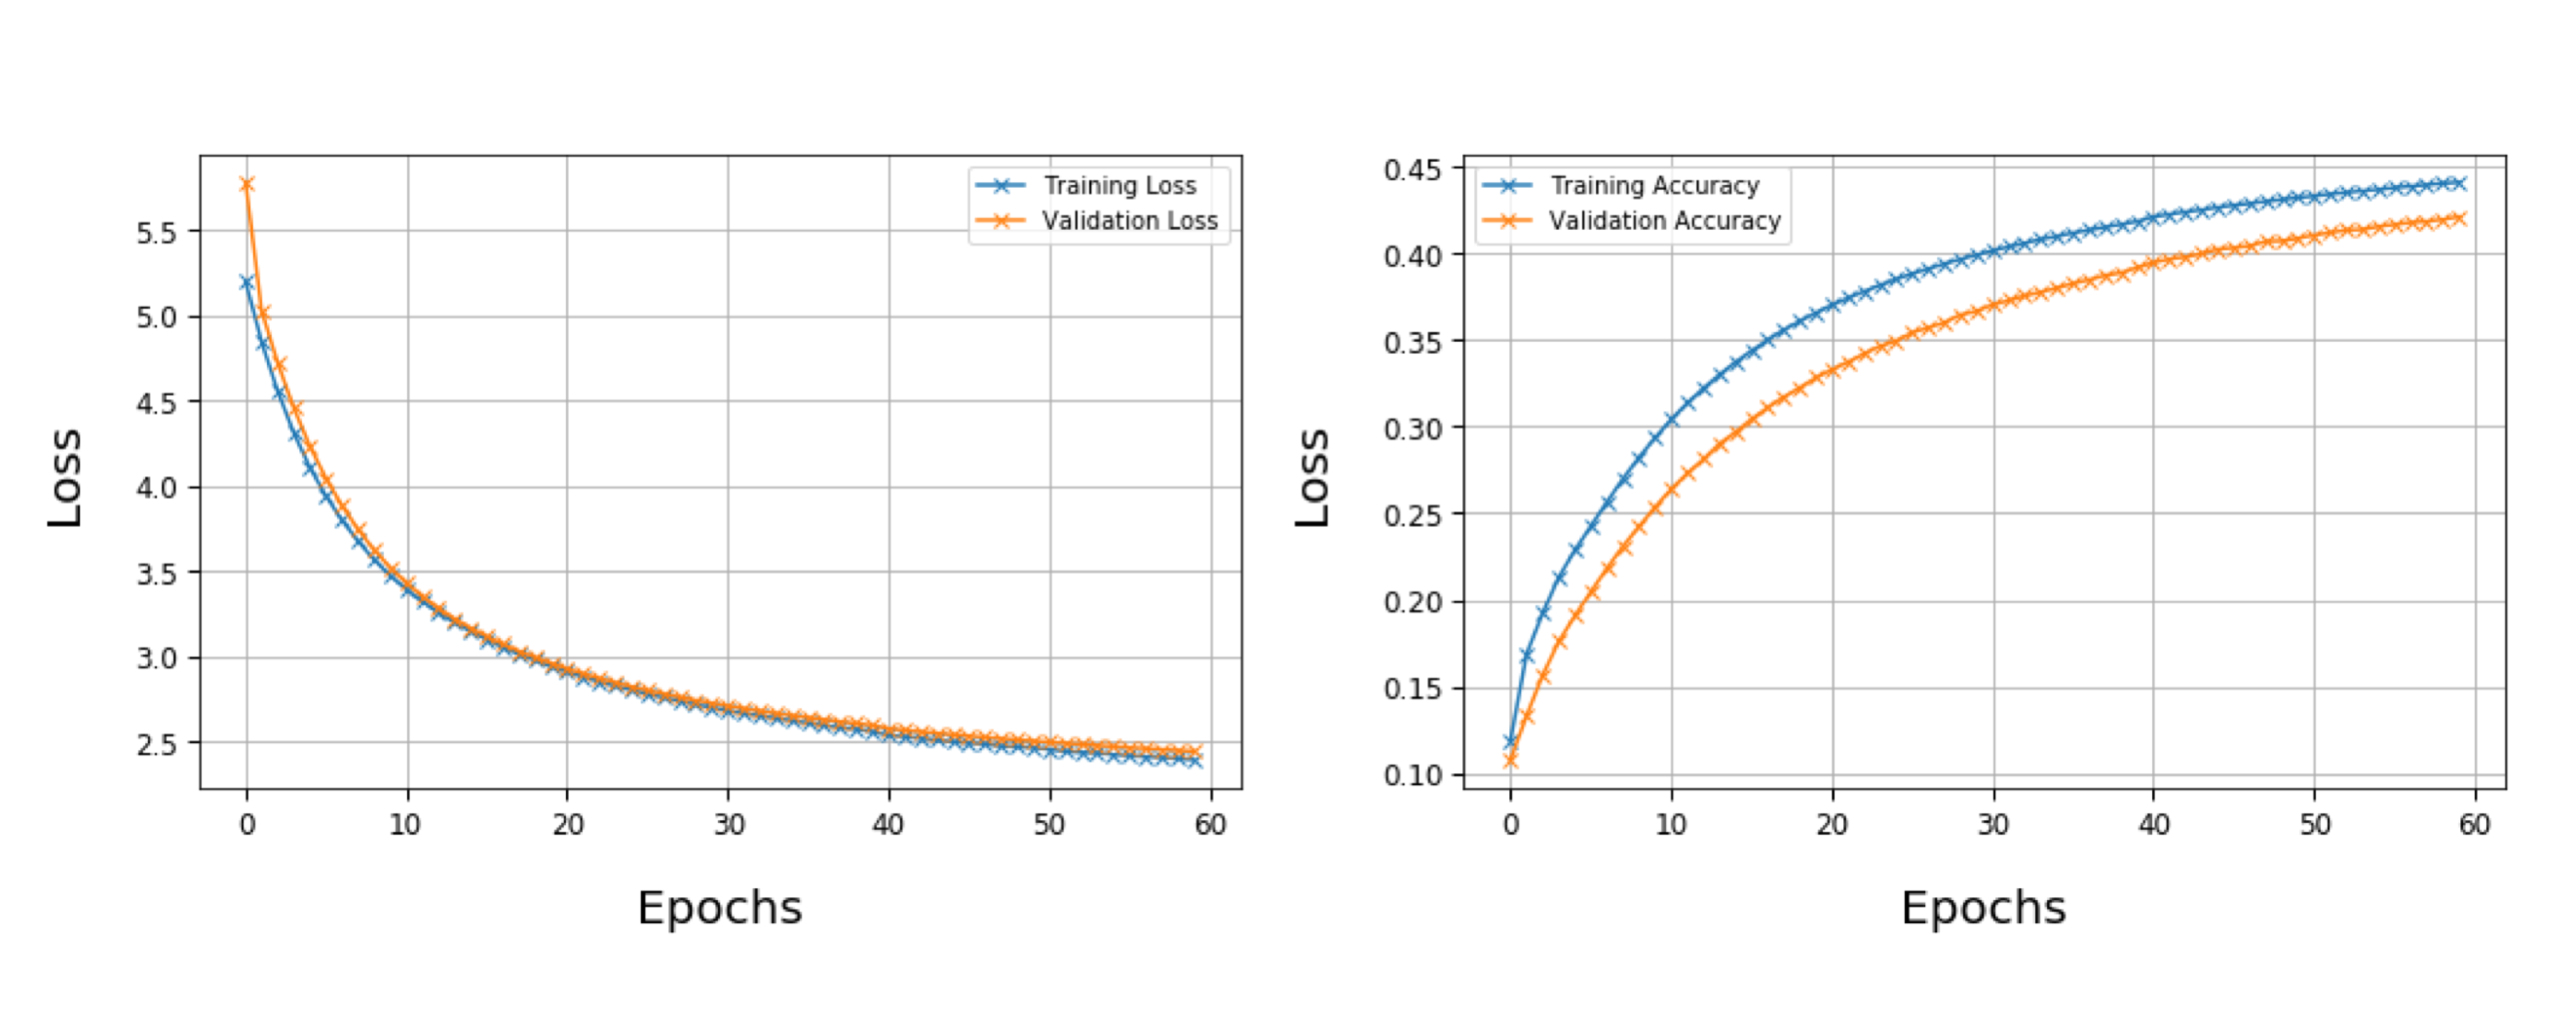 Training Loss
Validation Loss
5.5
5.0
4.5
4.0
3.5
3.0
2.5
Loss
0 10 20 30 40 50 60
Epochs
Training Accuracy
Validation Accuracy
0.45
0.40
0.35
0.30
0.25
0.20
0.15
0.10
Loss
0 10 20 30 40 50 60
Epochs